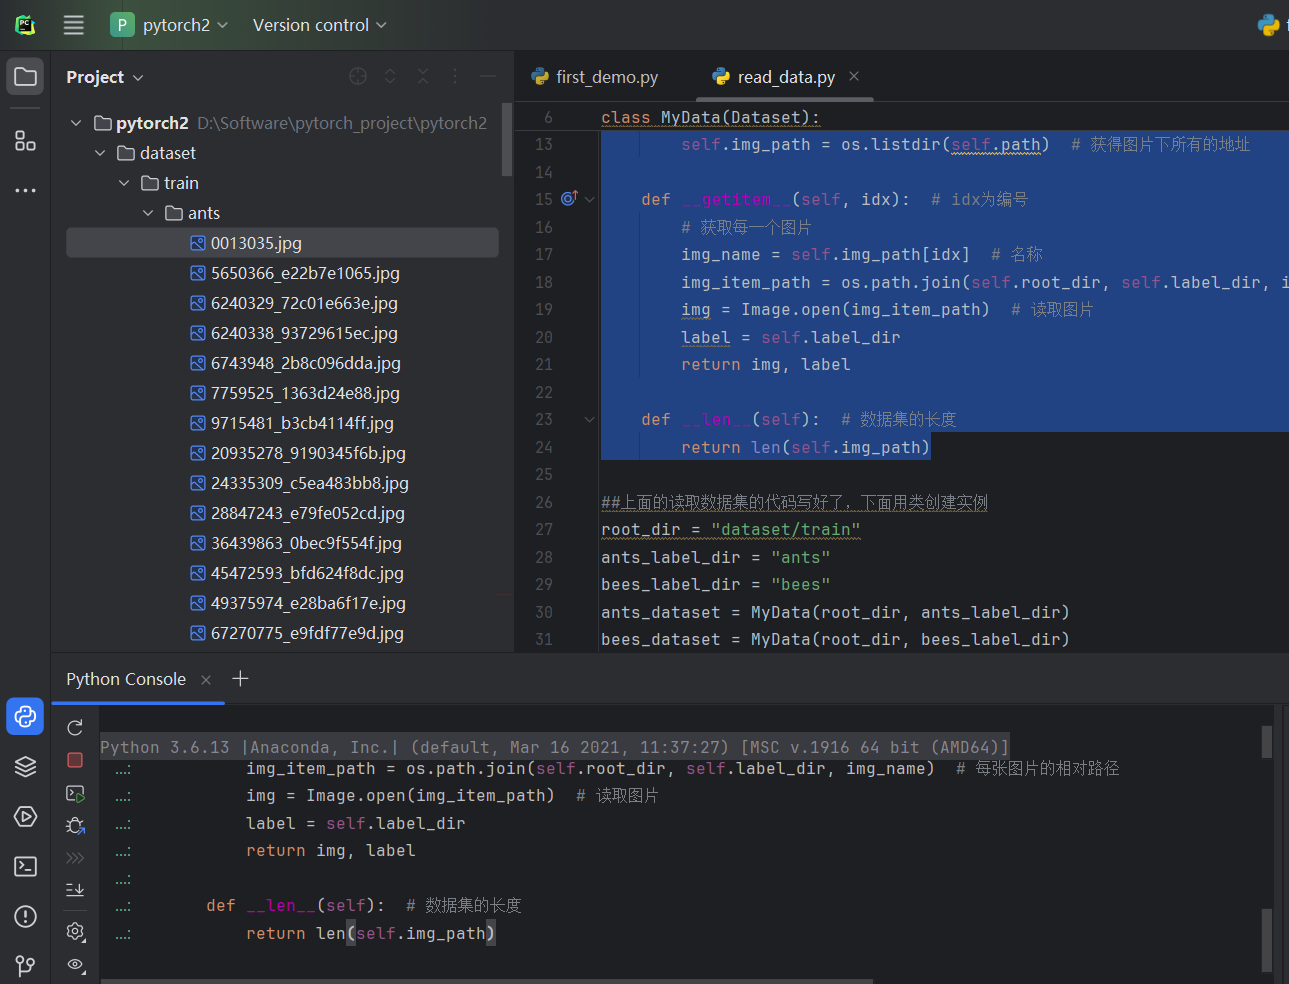 PC
P pytorch2 Version control
Project
first_demo.py
read_data.py
pytorch2 D:\Software\pytorch_project\pytorch2
dataset
train
ants
0013035.jpg
5650366_e22b7e1065.jpg
6240329_72c01e663e.jpg
6240338_93729615ec.jpg
6743948_2b8c096dda.jpg
7759525_1363d24e88.jpg
9715481_b3cb4114ff.jpg
20935278_9190345f6b.jpg
24335309_c5ea483bb8.jpg
28847243_e79fe052cd.jpg
36439863_0bec9f554f.jpg
45472593_bfd624f8dc.jpg
49375974_e28ba6f17e.jpg
67270775_e9fdf77e9d.jpg
6 class MyData(Dataset):
13 self.img_path = os.listdir(self.path) # 获得图片下所有的地址
14
15 def __getitem__(self, idx): # idx为编号
16 # 获取每一个图片
17 img_name = self.img_path[idx] # 名称
18 img_item_path = os.path.join(self.root_dir, self.label_dir, i
19 img = Image.open(img_item_path) # 读取图片
20 label = self.label_dir
21 return img, label
22
23 def __len__(self): # 数据集的长度
24 return len(self.img_path)
25
26 ##上面的读取数据集的代码写好了，下面用类创建实例
27 root_dir = "dataset/train"
28 ants_label_dir = "ants"
29 bees_label_dir = "bees"
30 ants_dataset = MyData(root_dir, ants_label_dir)
31 bees_dataset = MyData(root_dir, bees_label_dir)
Python Console
Python 3.6.13 |Anaconda, Inc.| (default, Mar 16 2021, 11:37:27) [MSC v.1916 64 bit (AMD64)]
...: img_item_path = os.path.join(self.root_dir, self.label_dir, img_name) # 每张图片的相对路径
...: img = Image.open(img_item_path) # 读取图片
...: label = self.label_dir
...: return img, label
...:
...: def __len__(self): # 数据集的长度
...: return len(self.img_path)